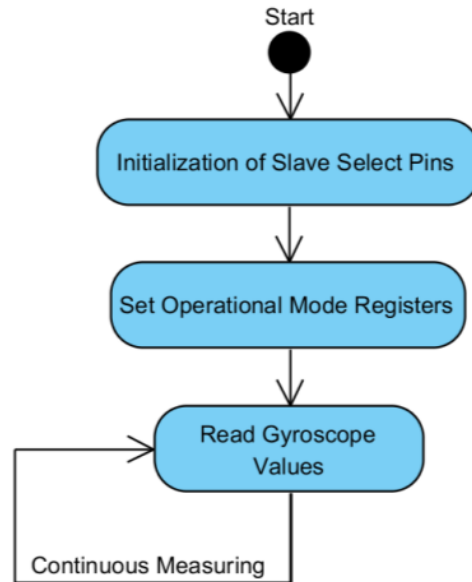 Start
Initialization of Slave Select Pins
Set Operational Mode Registers
Read Gyroscope
Values
Continuous Measuring